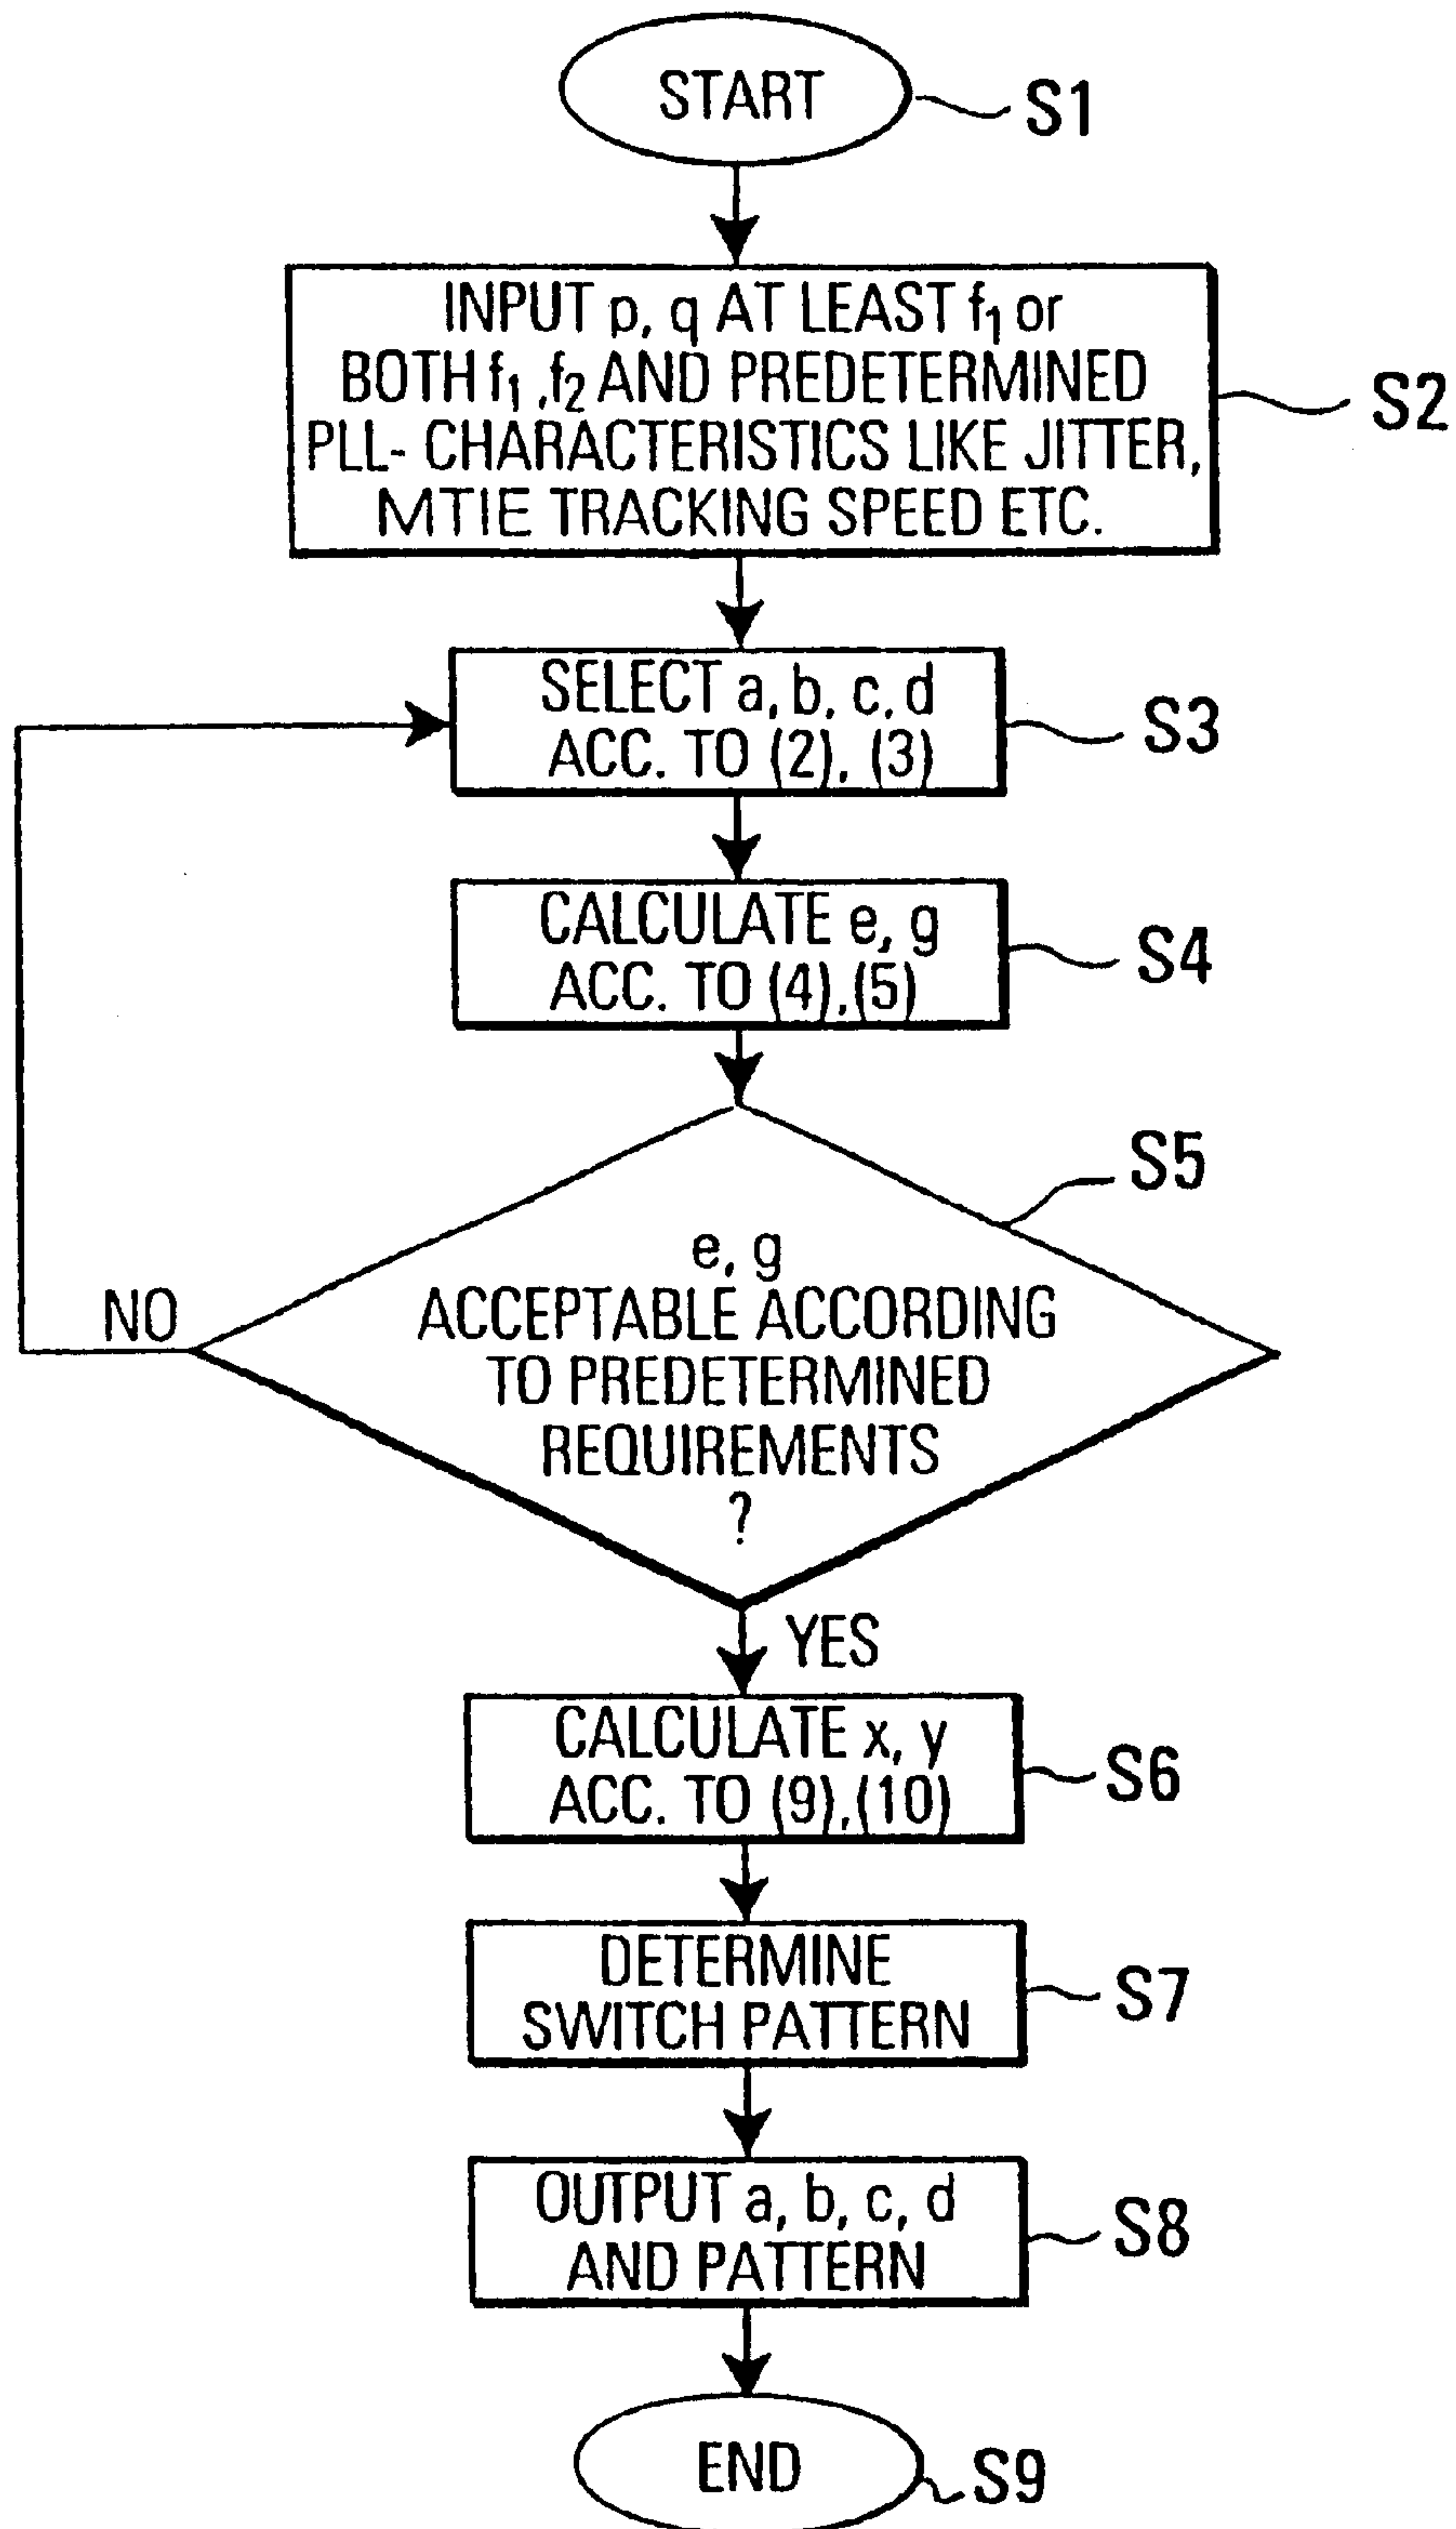 START
S1
INPUT p, q AT LEAST f₁ or
BOTH f₁ ,f₂ AND PREDETERMINED
PLL- CHARACTERISTICS LIKE JITTER,
MTIE TRACKING SPEED ETC.
S2
SELECT a, b, c, d
ACC. TO (2), (3)
S3
CALCULATE e, g
ACC. TO (4),(5)
S4
S5
e, g
ACCEPTABLE ACCORDING
TO PREDETERMINED
REQUIREMENTS
?
NO
YES
CALCULATE x, y
ACC. TO (9),(10)
S6
DETERMINE
SWITCH PATTERN
S7
OUTPUT a, b, c, d
AND PATTERN
S8
END
S9